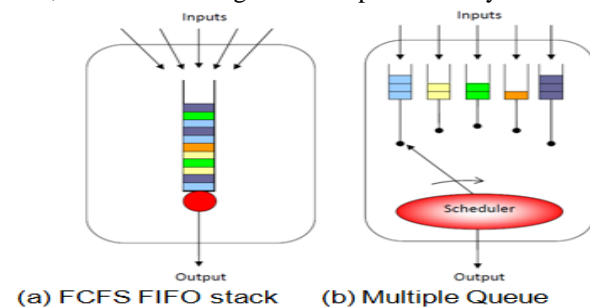 Inputs
Inputs
Scheduler
Output
Output
(a) FCFS FIFO stack (b) Multiple Queue